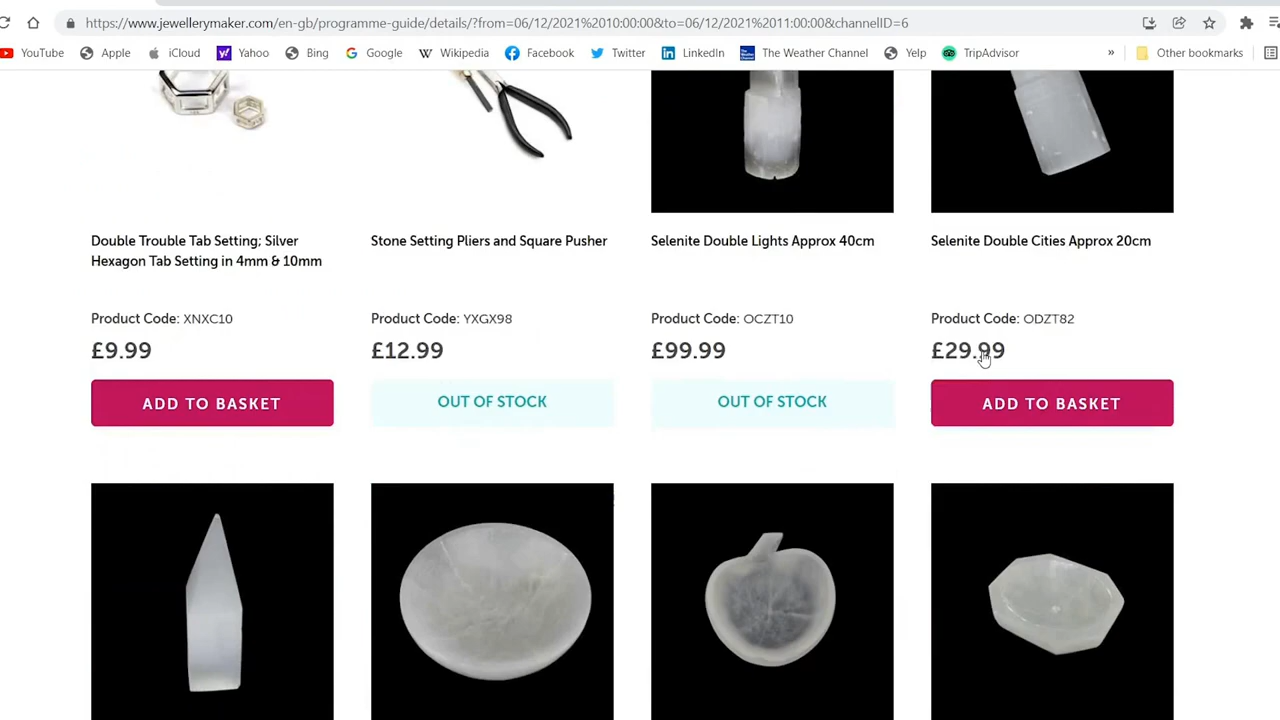 https://www.jewellerymaker.com/en-gb/programme-guide/details/?from=06/12/2021%2010:00:00&to=06/12/2021%2011:00:00&channelID=6
YouTube Apple iCloud Yahoo Bing Google Wikipedia Facebook Twitter LinkedIn The Weather Channel Yelp TripAdvisor » Other bookmarks
Double Trouble Tab Setting; Silver
Hexagon Tab Setting in 4mm & 10mm
Product Code: XNXC10
£9.99
ADD TO BASKET
Stone Setting Pliers and Square Pusher
Product Code: YXGX98
£12.99
OUT OF STOCK
Selenite Double Lights Approx 40cm
Product Code: OCZT10
£99.99
OUT OF STOCK
Selenite Double Cities Approx 20cm
Product Code: ODZT82
£29.99
ADD TO BASKET